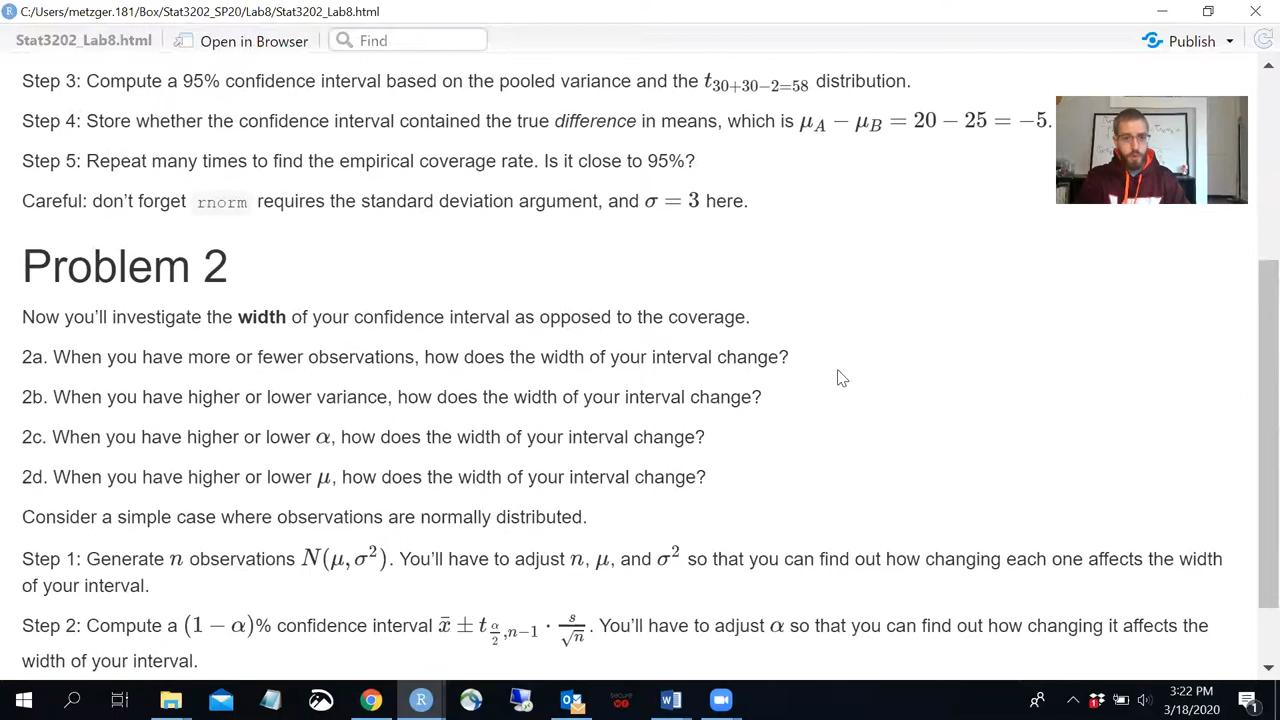 C:/Users/metzger.181/Box/Stat3202_SP20/Lab8/Stat3202_Lab8.html
Stat3202_Lab8.html Open in Browser Find Publish
Step 3: Compute a 95% confidence interval based on the pooled variance and the t₃₀₊₃₀₋₂₌₅₈ distribution.
Step 4: Store whether the confidence interval contained the true difference in means, which is μ_A − μ_B = 20 − 25 = −5.
Step 5: Repeat many times to find the empirical coverage rate. Is it close to 95%?
Careful: don’t forget rnorm requires the standard deviation argument, and σ = 3 here.
Problem 2
Now you’ll investigate the width of your confidence interval as opposed to the coverage.
2a. When you have more or fewer observations, how does the width of your interval change?
2b. When you have higher or lower variance, how does the width of your interval change?
2c. When you have higher or lower α, how does the width of your interval change?
2d. When you have higher or lower μ, how does the width of your interval change?
Consider a simple case where observations are normally distributed.
Step 1: Generate n observations N(μ, σ²). You’ll have to adjust n, μ, and σ² so that you can find out how changing each one affects the width
of your interval.
Step 2: Compute a (1 − α)% confidence interval x̄ ± t_{α/2, n−1} · s/√n. You’ll have to adjust α so that you can find out how changing it affects the
width of your interval.
3:22 PM
3/18/2020